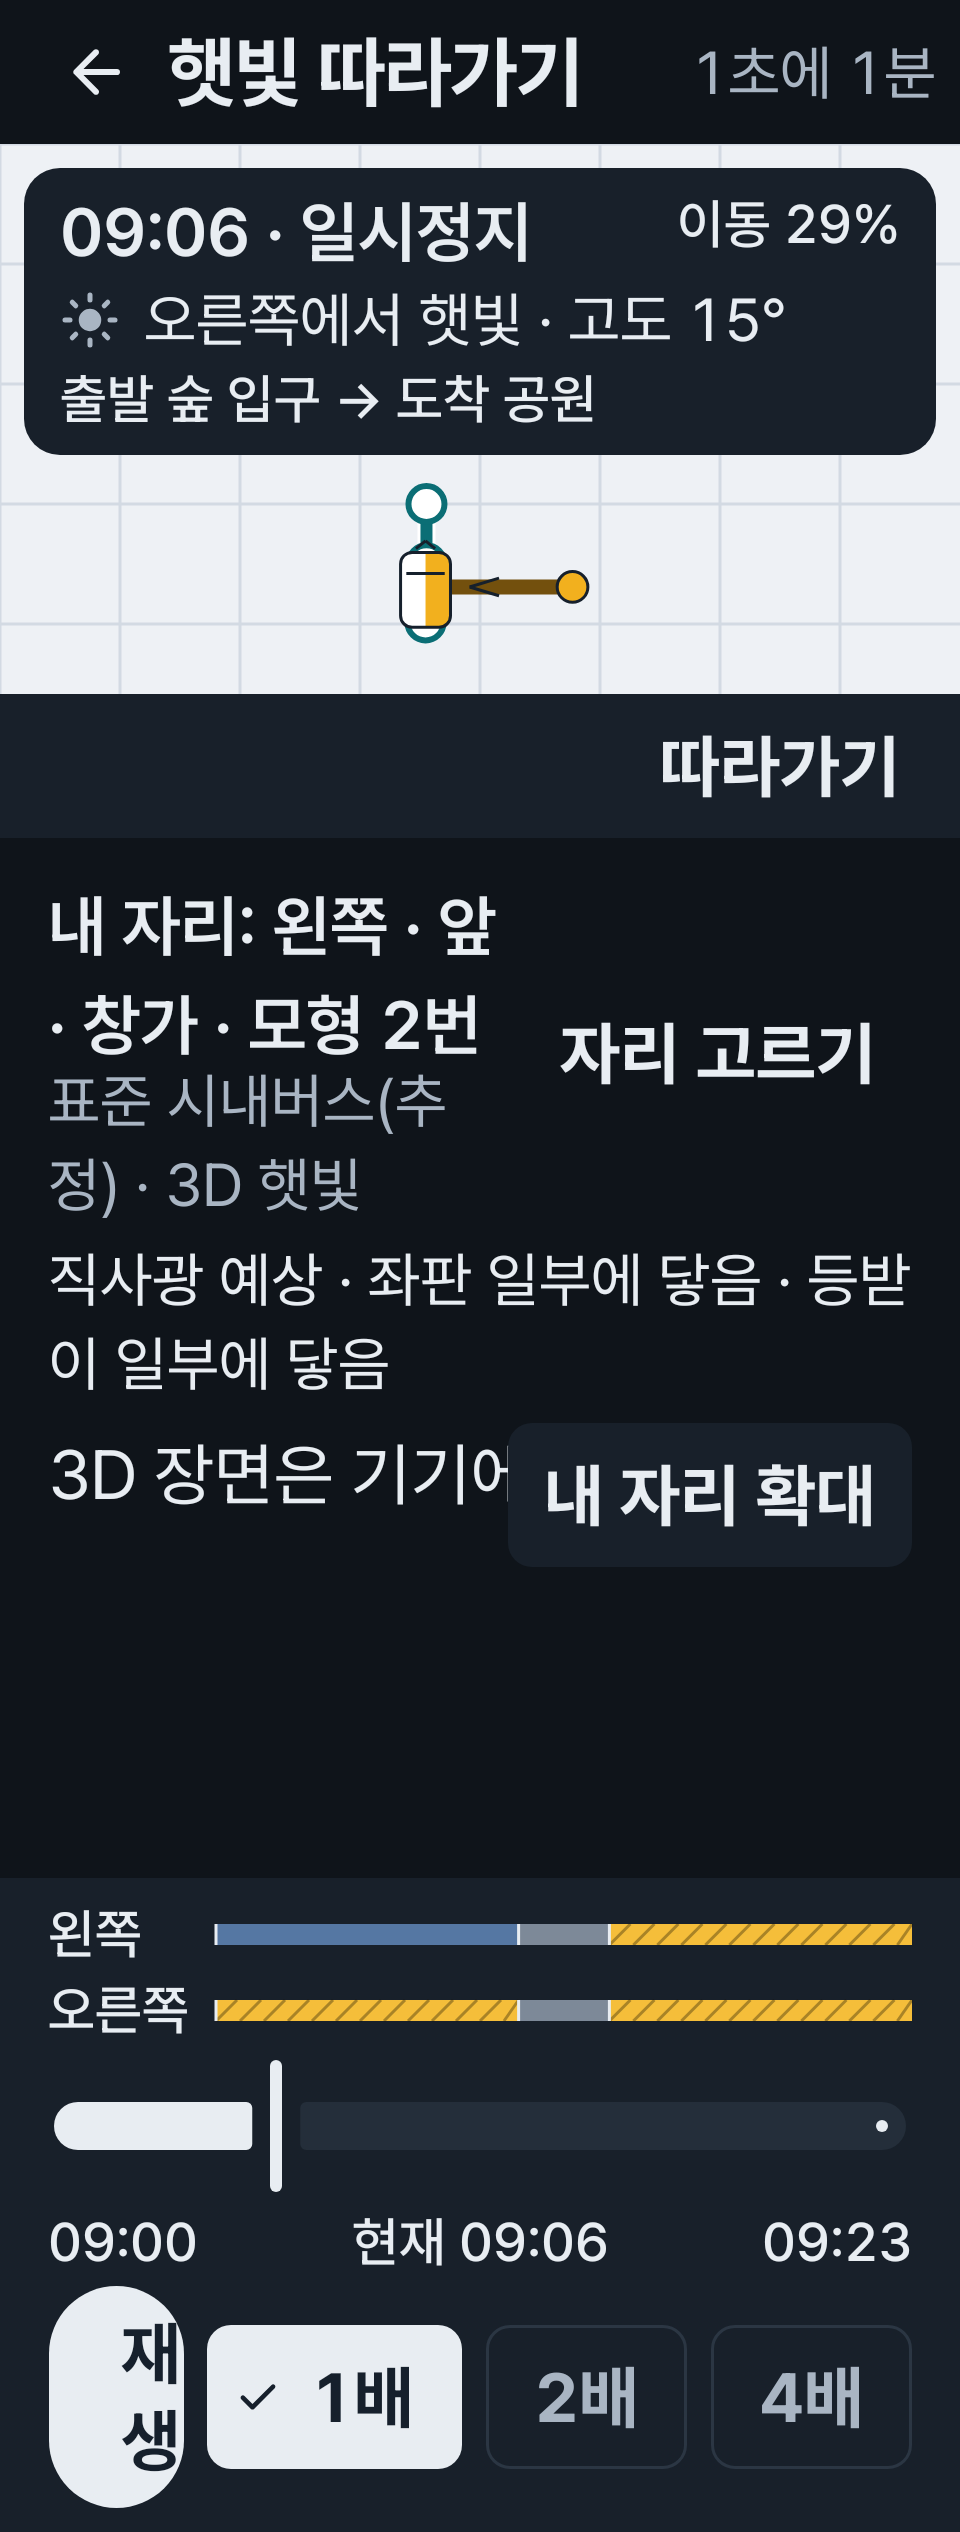 햇빛 따라가기
1초에 1분
09:06 · 일시정지
이동 29%
오른쪽에서 햇빛 · 고도 15°
출발 숲 입구 → 도착 공원
따라가기
내 자리: 왼쪽 · 앞
· 창가 · 모형 2번
자리 고르기
표준 시내버스(추
정) · 3D 햇빛
직사광 예상 · 좌판 일부에 닿음 · 등받
이 일부에 닿음
3D 장면은 기기에
내 자리 확대
왼쪽
오른쪽
09:00
현재 09:06
09:23
재
생
1배
2배
4배